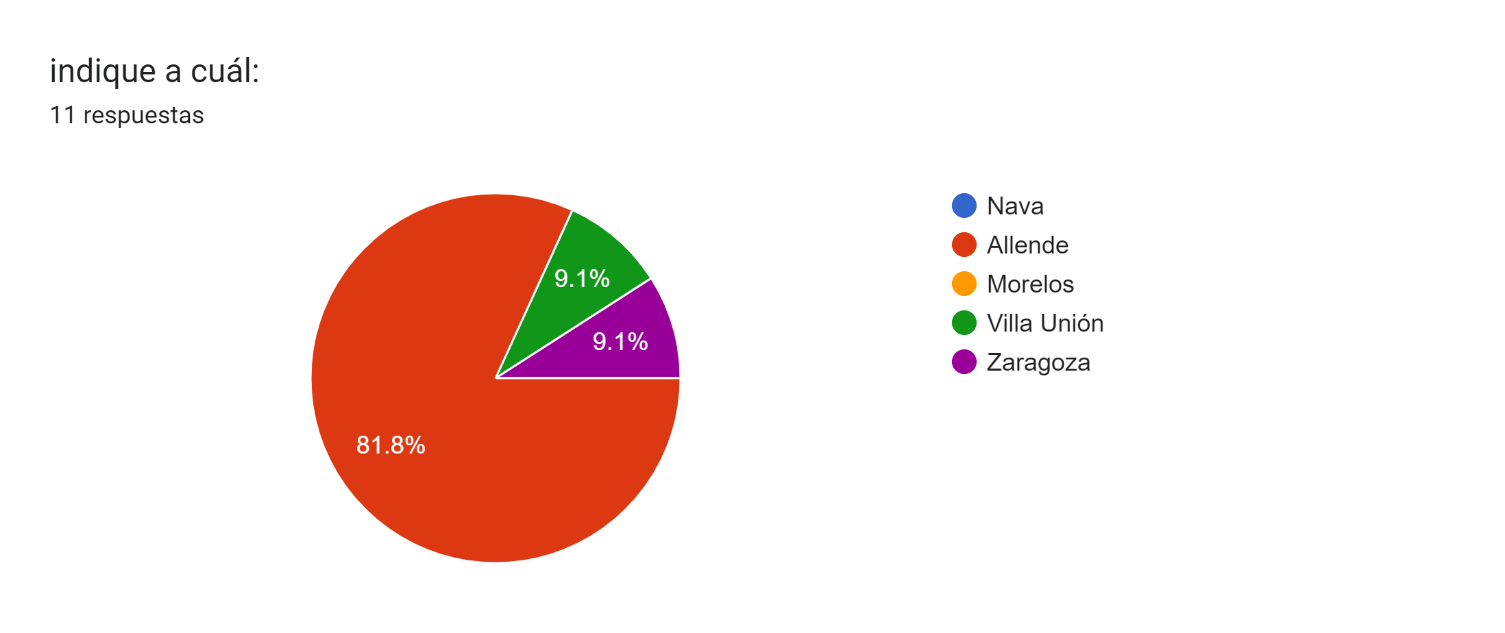 indique a cuál:
11 respuestas
9.1%
9.1%
81.8%
Nava
Allende
Morelos
Villa Unión
Zaragoza